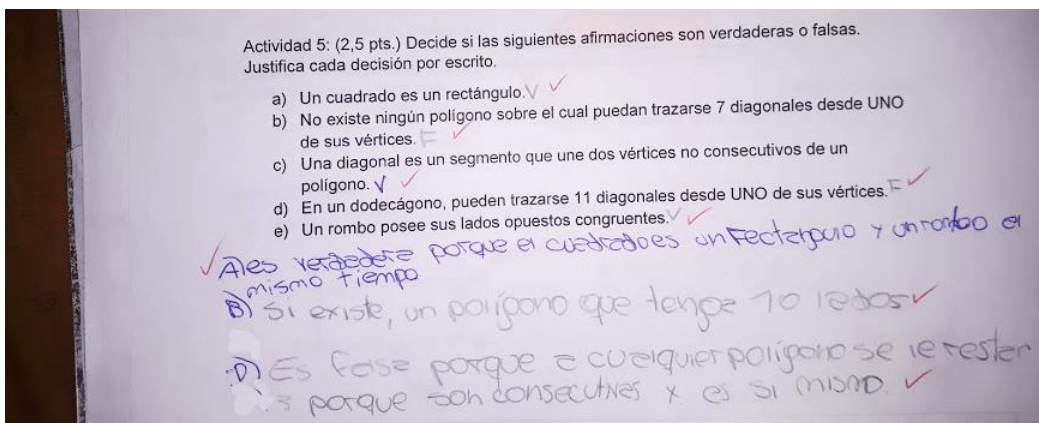 Actividad 5: (2,5 pts.) Decide si las siguientes afirmaciones son verdaderas o falsas.
Justifica cada decisión por escrito.
a) Un cuadrado es un rectángulo. V
b) No existe ningún polígono sobre el cual puedan trazarse 7 diagonales desde UNO
de sus vértices. F
c) Una diagonal es un segmento que une dos vértices no consecutivos de un
polígono. V
d) En un dodecágono, pueden trazarse 11 diagonales desde UNO de sus vértices. F
e) Un rombo posee sus lados opuestos congruentes. V
A) es verdadera porque el cuadrado es un rectangulo y un rombo al
mismo tiempo
B) Si existe, un polígono que tenga 10 lados
D) Es falsa porque a cualquier polígono se le restan
3 porque son consecutivas x es si mismo